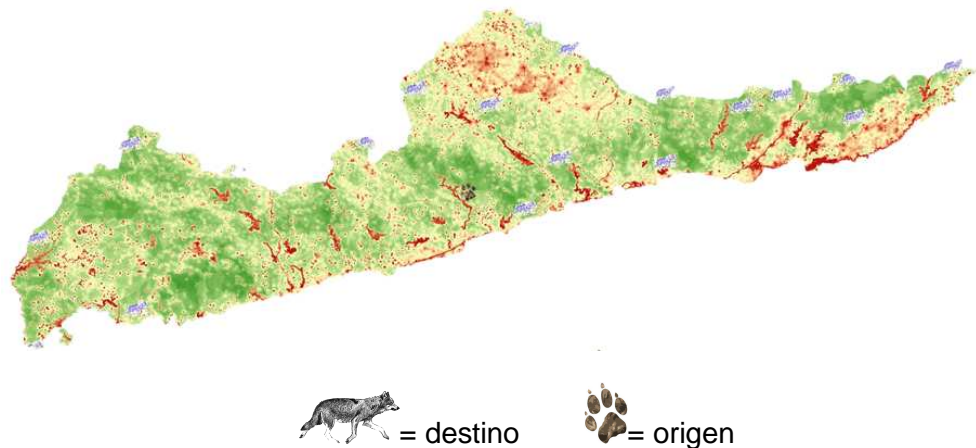 = destino = origen